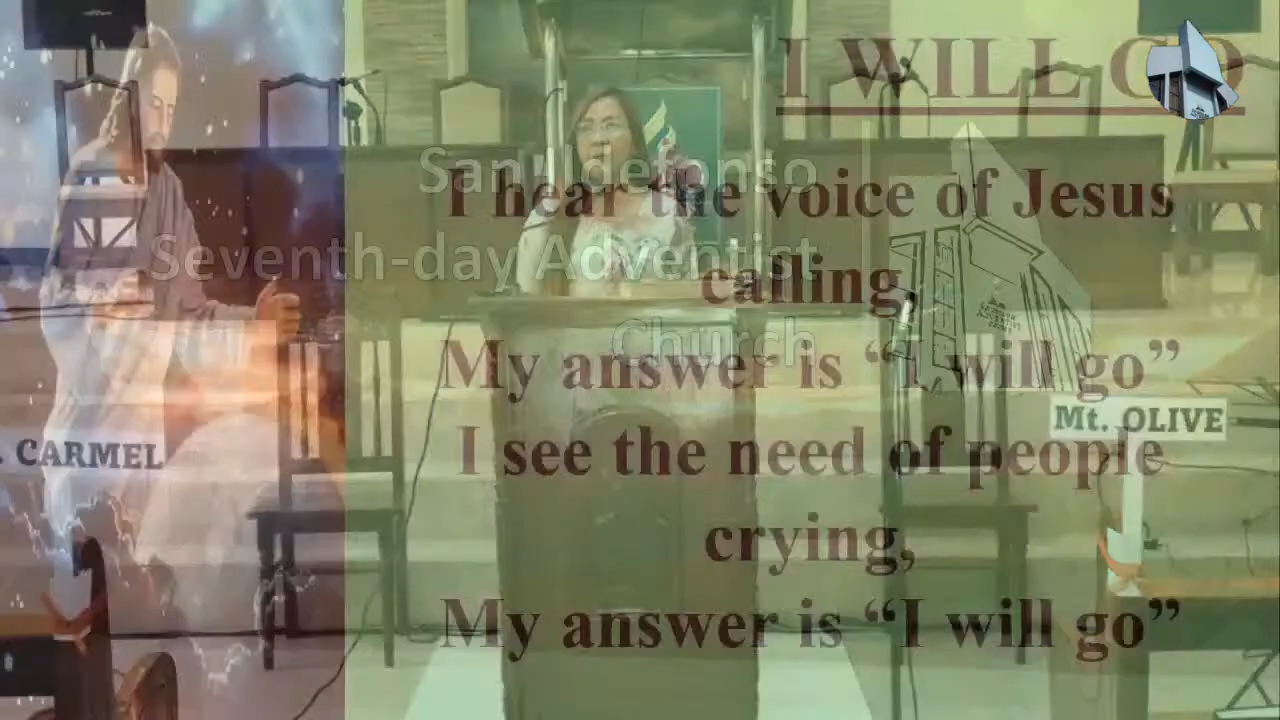 I WILL GO
San Ildefonso
Seventh-day Adventist
Church
I hear the voice of Jesus
calling,
My answer is “I will go”
I see the need of people
crying,
My answer is “I will go”
. CARMEL
Mt. OLIVE